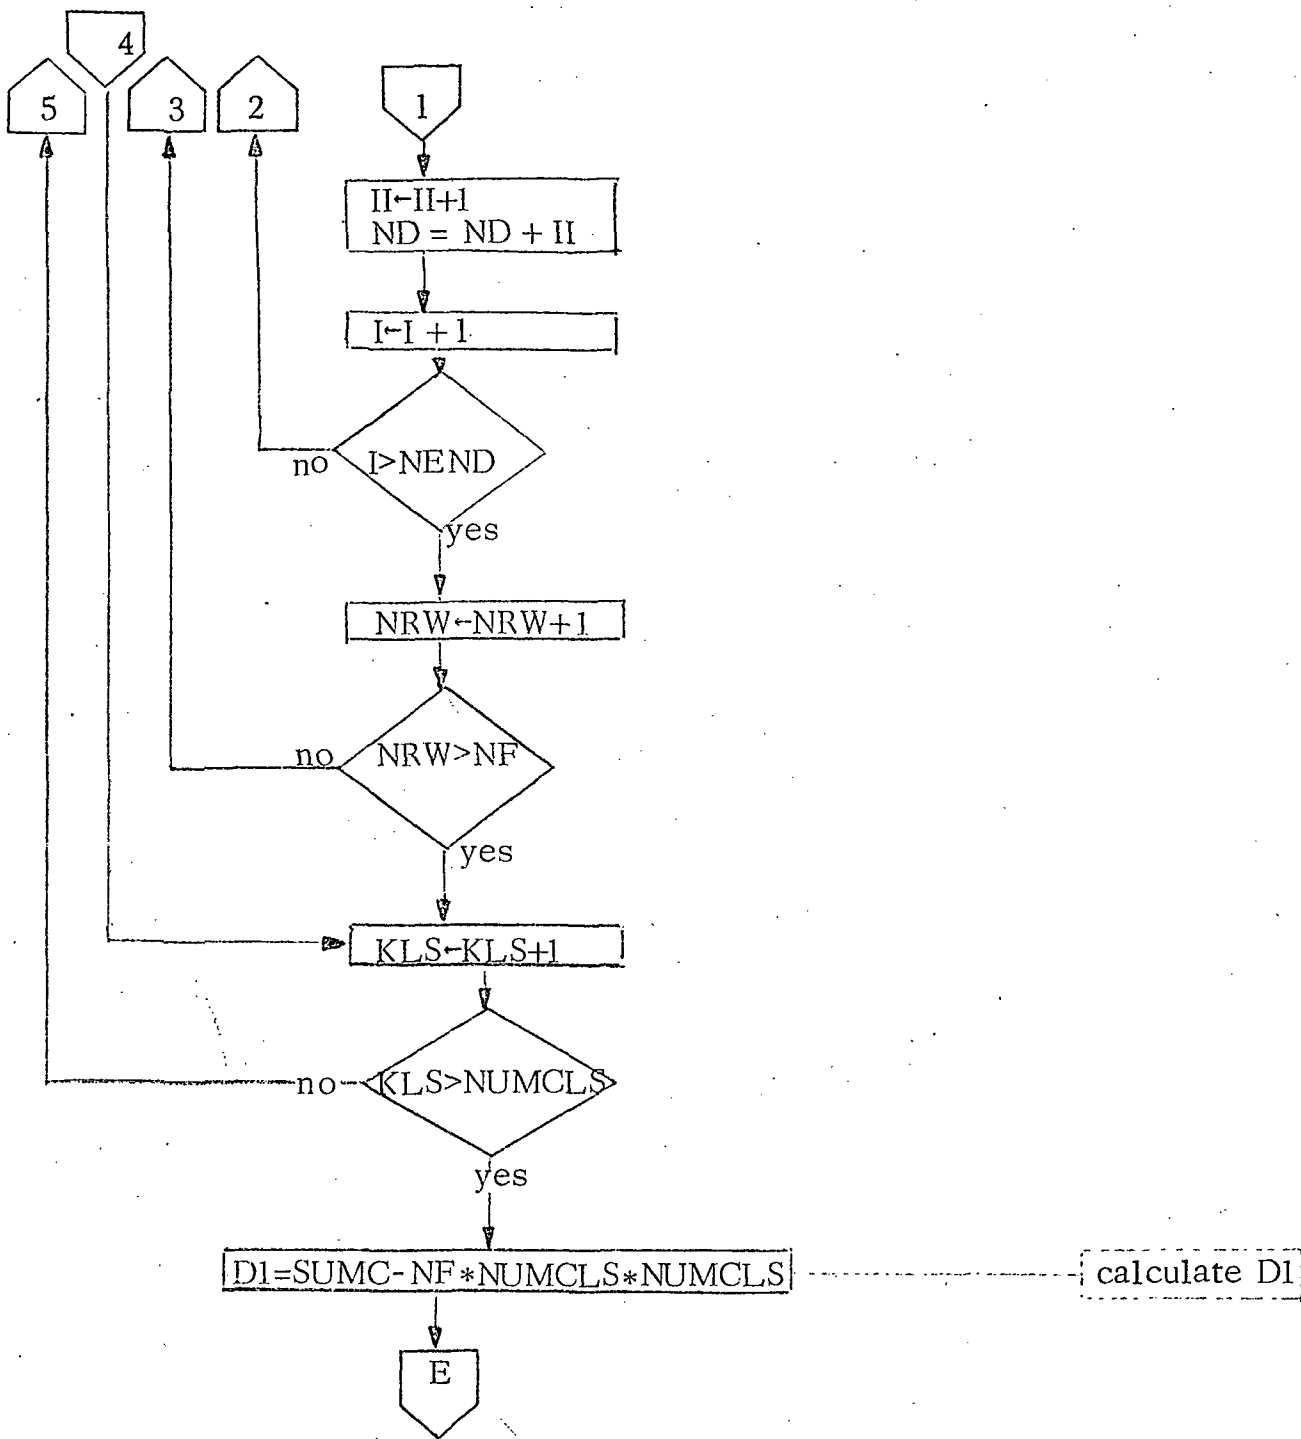 4
5
3
2
1
II←II+1
ND = ND + II
I←I + 1
I>NEND
no
yes
NRW←NRW+1
NRW>NF
no
yes
KLS←KLS+1
KLS>NUMCLS
no
yes
D1=SUMC-NF*NUMCLS*NUMCLS
calculate D1
E